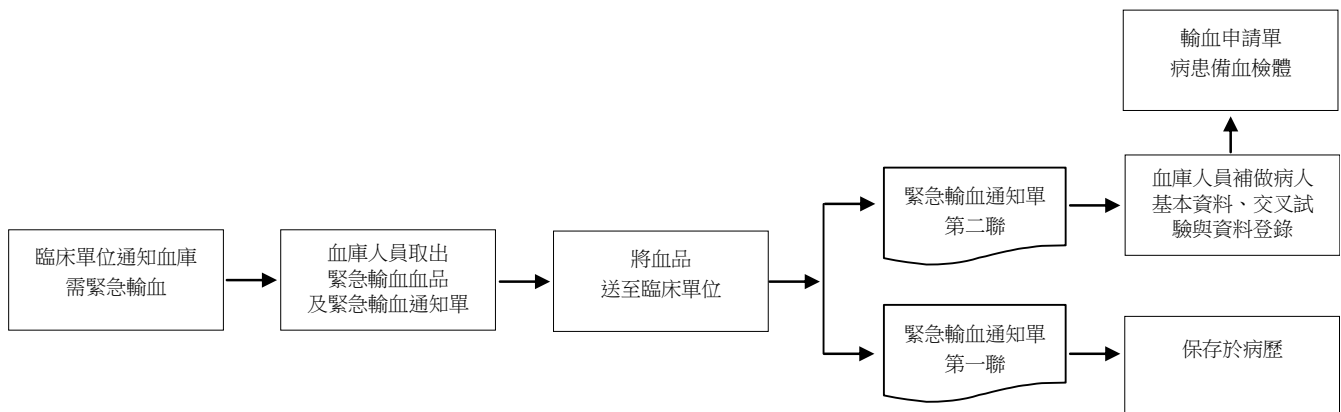 臨床單位通知血庫
需緊急輸血
血庫人員取出
緊急輸血血品
及緊急輸血通知單
將血品
送至臨床單位
緊急輸血通知單
第二聯
血庫人員補做病人
基本資料、交叉試
驗與資料登錄
輸血申請單
病患備血檢體
緊急輸血通知單
第一聯
保存於病歷